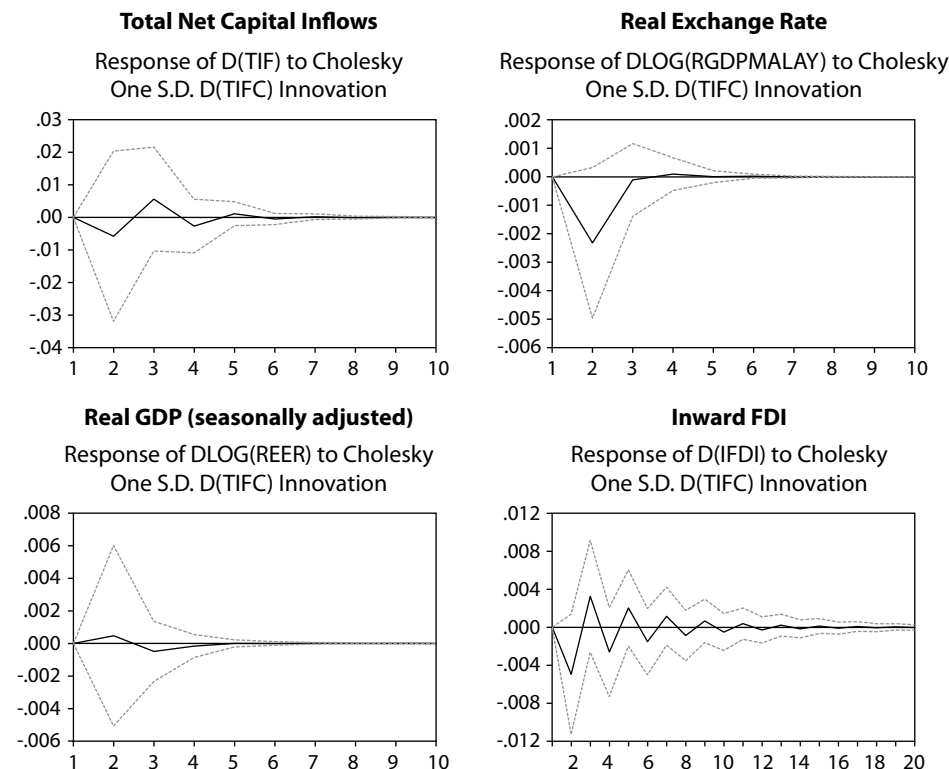 Total Net Capital Inflows
Response of D(TIF) to Cholesky
One S.D. D(TIFC) Innovation
.03
.02
.01
.00
-.01
-.02
-.03
-.04
1 2 3 4 5 6 7 8 9 10
Real Exchange Rate
Response of DLOG(RGDPMALAY) to Cholesky
One S.D. D(TIFC) Innovation
.002
.001
.000
-.001
-.002
-.003
-.004
-.005
-.006
1 2 3 4 5 6 7 8 9 10
Real GDP (seasonally adjusted)
Response of DLOG(REER) to Cholesky
One S.D. D(TIFC) Innovation
.008
.006
.004
.002
.000
-.002
-.004
-.006
1 2 3 4 5 6 7 8 9 10
Inward FDI
Response of D(IFDI) to Cholesky
One S.D. D(TIFC) Innovation
.012
.008
.004
.000
-.004
-.008
-.012
2 4 6 8 10 12 14 16 18 20